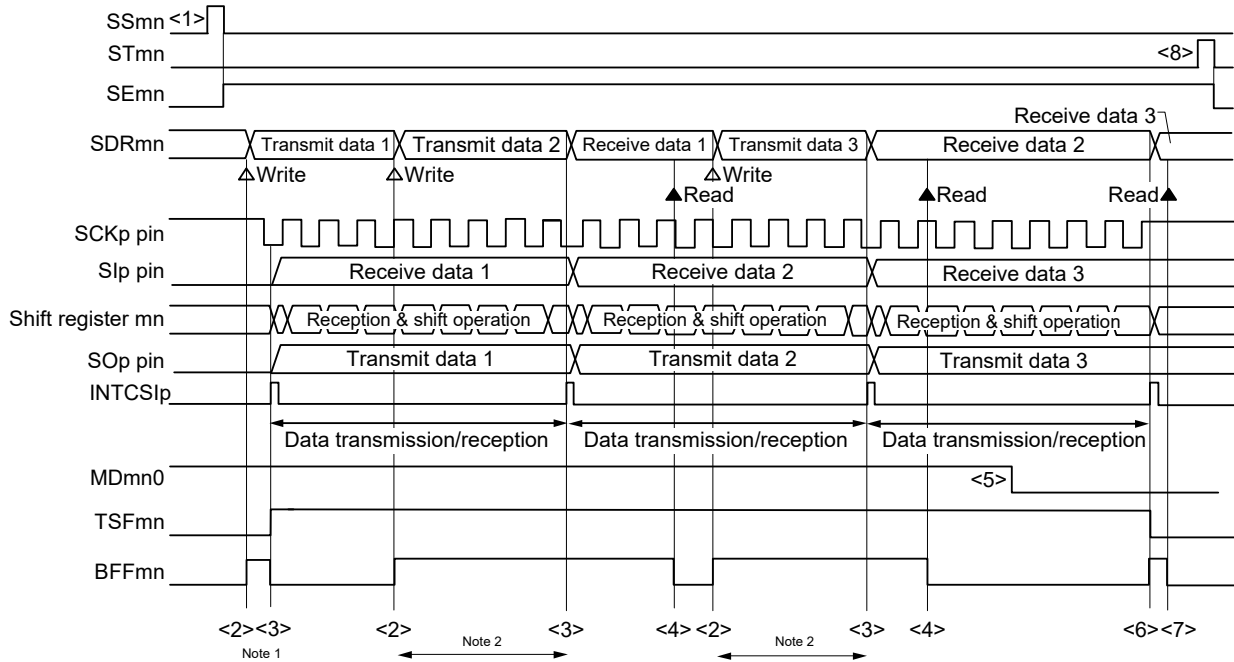 SSmn <1>
STmn <8>
SEmn
Receive data 3
SDRmn Transmit data 1 Transmit data 2 Receive data 1 Transmit data 3 Receive data 2
Write Write Write
Read Read Read
SCKp pin
SIp pin Receive data 1 Receive data 2 Receive data 3
Shift register mn Reception & shift operation Reception & shift operation Reception & shift operation
SOp pin Transmit data 1 Transmit data 2 Transmit data 3
INTCSIp
Data transmission/reception Data transmission/reception Data transmission/reception
MDmn0 <5>
TSFmn
BFFmn
<2> <3> <2> <3> <4> <2> <3> <4> <6> <7>
Note 1 Note 2 Note 2